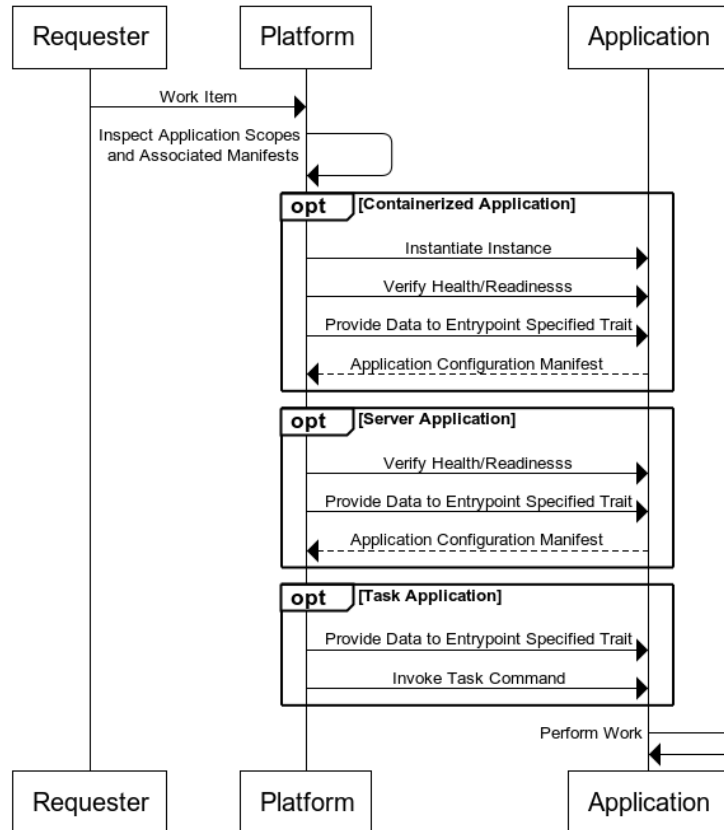 Requester
Platform
Application
Work Item
Inspect Application Scopes
and Associated Manifests
opt
[Containerized Application]
Instantiate Instance
Verify Health/Readinesss
Provide Data to Entrypoint Specified Trait
Application Configuration Manifest
opt
[Server Application]
Verify Health/Readinesss
Provide Data to Entrypoint Specified Trait
Application Configuration Manifest
opt
[Task Application]
Provide Data to Entrypoint Specified Trait
Invoke Task Command
Perform Work
Requester
Platform
Application